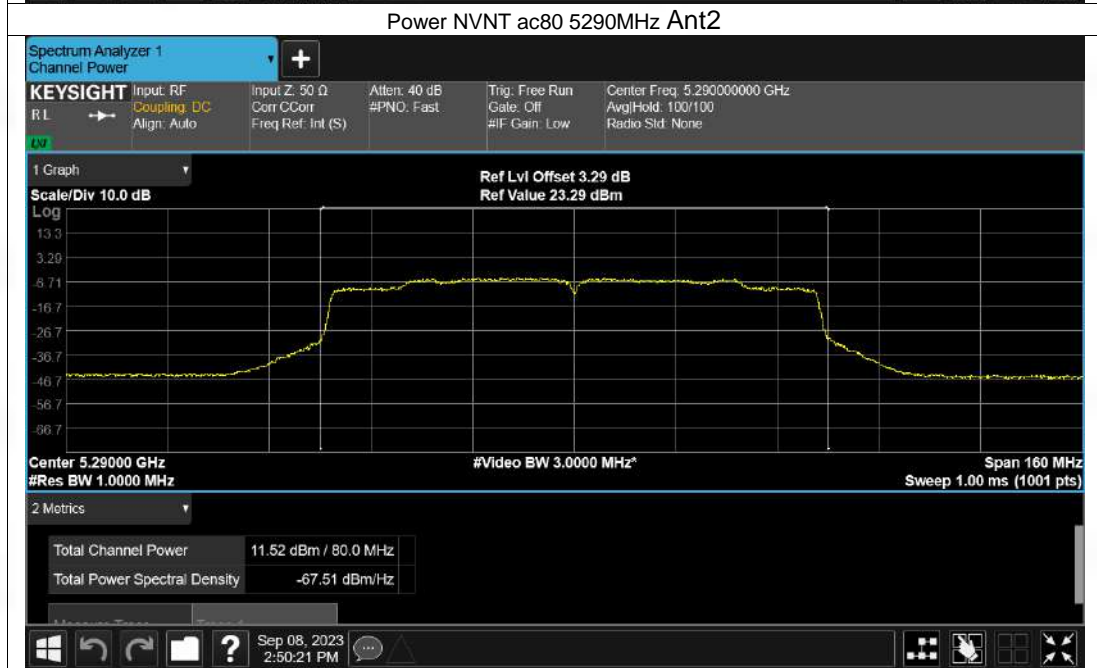 Power NVNT ac80 5290MHz Ant2
Spectrum Analyzer 1
Channel Power
+
KEYSIGHT
RL
LXI
Input: RF
Coupling: DC
Align: Auto
Input Z: 50 Ω
Corr CCorr
Freq Ref: Int (S)
Atten: 40 dB
#PNO: Fast
Trig: Free Run
Gate: Off
#IF Gain: Low
Center Freq: 5.290000000 GHz
Avg|Hold: 100/100
Radio Std: None
1 Graph
Scale/Div 10.0 dB
Ref Lvl Offset 3.29 dB
Ref Value 23.29 dBm
Log
13.3
3.29
-6.71
-16.7
-26.7
-36.7
-46.7
-56.7
-66.7
Center 5.29000 GHz
#Video BW 3.0000 MHz*
Span 160 MHz
#Res BW 1.0000 MHz
Sweep 1.00 ms (1001 pts)
2 Metrics
Total Channel Power 11.52 dBm / 80.0 MHz
Total Power Spectral Density -67.51 dBm/Hz
?
Sep 08, 2023
2:50:21 PM